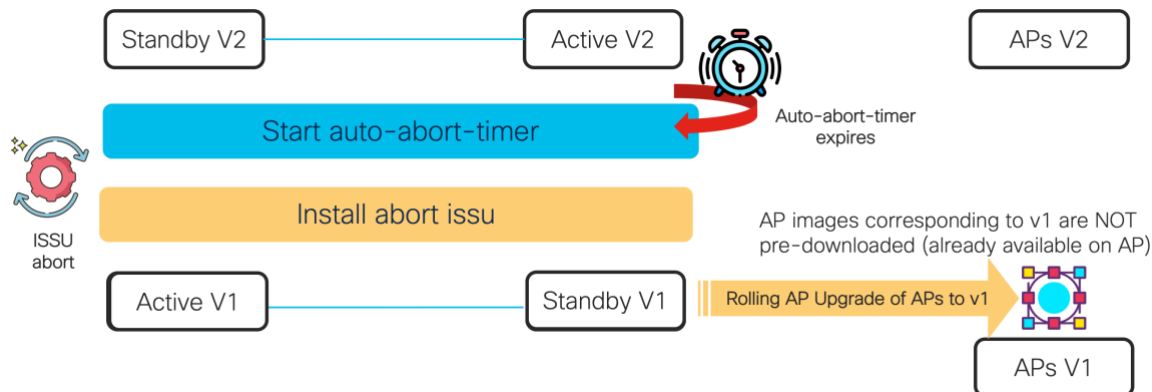 Standby V2
Active V2
APs V2
Start auto-abort-timer
Auto-abort-timer
expires
Install abort issu
ISSU
abort
AP images corresponding to v1 are NOT
pre-downloaded (already available on AP)
Active V1
Standby V1
Rolling AP Upgrade of APs to v1
APs V1